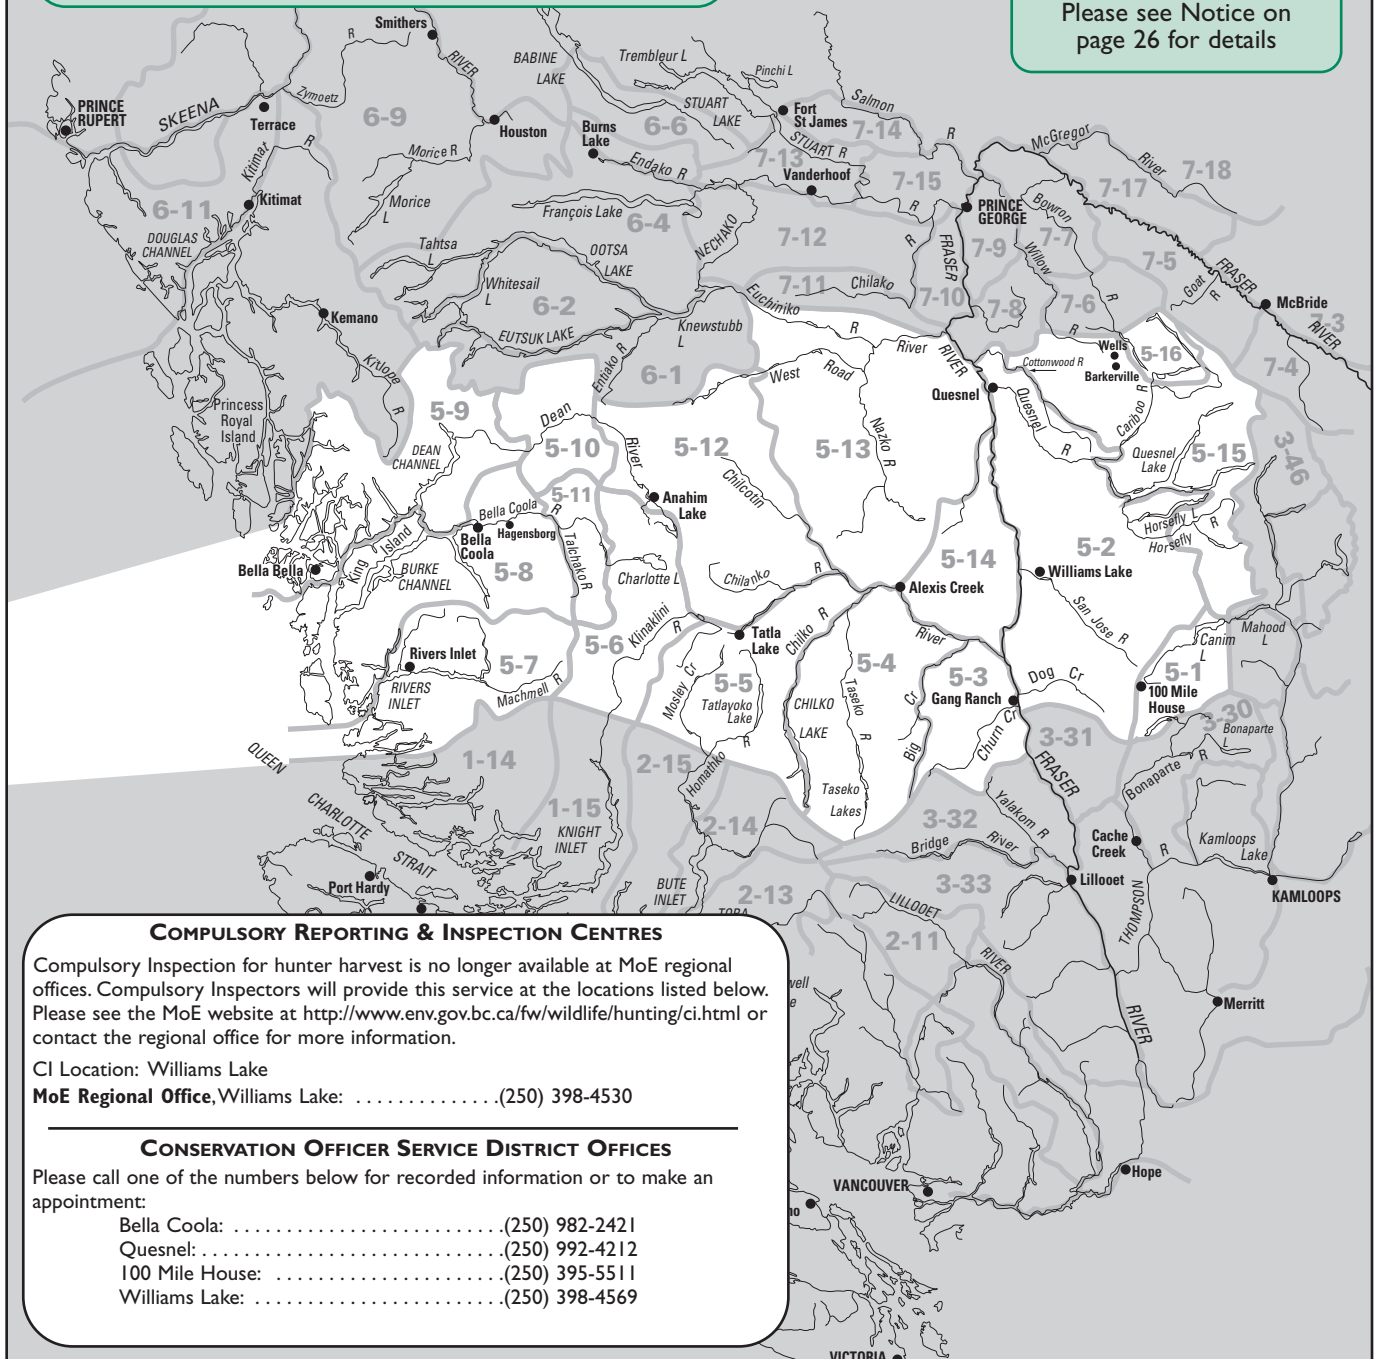 Please see Notice on
page 26 for details
Smithers
R
RIVER
BABINE
LAKE
Trembleur L
Pinchi L
PRINCE
RUPERT
SKEENA
Zymoetz
Terrace
R
6-9
Houston
Burns
Lake
6-6
STUART
LAKE
Fort
St James
Salmon
7-14
R
McGregor
River
7-18
Kitimat
Morice R
Endako R
7-13
STUART R
Vanderhoof
7-15
R
7-17
6-11
Kitimat
Morice
L
François Lake
6-4
NECHAKO
7-12
R
PRINCE
GEORGE
Bowron
7-7
DOUGLAS
CHANNEL
Tahtsa
L
OOTSA
LAKE
FRASER
7-9
Willow
7-5
Goat
R
FRASER
Whitesail
L
6-2
7-11
Chilako
7-10
7-8
7-6
R
McBride
7-3
RIVER
Kemano
EUTSUK LAKE
Knewstubb
L
Euchiniko
R
River
RIVER
R
Wells
5-16
7-4
Kitlope
R
Entiako R
6-1
West
Road
Cottonwood R
Barkerville
Quesnel
Princess
Royal
Island
5-9
Dean
River
5-10
5-12
5-13
Nazko R
Quesnel
R
Cariboo R
Quesnel
Lake
5-15
3-46
DEAN
CHANNEL
Chilcotin
5-11
Anahim
Lake
Bella Coola
R
Bella
Coola
Hagensborg
Horsefly L
R
Horsefly
King
Island
Talchako R
5-14
5-2
Bella Bella
BURKE
CHANNEL
5-8
Charlotte L
Chilanko
R
Alexis Creek
Williams Lake
San Jose R
Klinaklini
R
Tatla
Lake
Chilko R
River
Canim
L
Mahood
L
Rivers Inlet
5-7
5-6
5-4
5-3
Dog Cr
5-1
RIVERS
INLET
Machmell R
Mosley Cr
5-5
Tatlayoko
Lake
CHILKO
LAKE
Taseko
R
Big
Cr
Gang Ranch
100 Mile
House
Churn
Cr
3-31
3-30
Bonaparte
L
QUEEN
CHARLOTTE
STRAIT
1-14
2-15
Homathko
R
Taseko
Lakes
FRASER
Bonaparte R
1-15
KNIGHT
INLET
2-14
3-32
Yalakom R
Bridge River
Cache
Creek
R
Kamloops
Lake
Port Hardy
BUTE
INLET
2-13
3-33
Lillooet
KAMLOOPS
TOBA
LILLOOET
RIVER
2-11
THOMPSON
RIVER
Merritt
COMPULSORY REPORTING & INSPECTION CENTRES
Compulsory Inspection for hunter harvest is no longer available at MoE regional
offices. Compulsory Inspectors will provide this service at the locations listed below.
Please see the MoE website at http://www.env.gov.bc.ca/fw/wildlife/hunting/ci.html or
contact the regional office for more information.
CI Location: Williams Lake
MoE Regional Office, Williams Lake: . . . . . . . . . . . . . .(250) 398-4530
CONSERVATION OFFICER SERVICE DISTRICT OFFICES
Please call one of the numbers below for recorded information or to make an
appointment:
Bella Coola: . . . . . . . . . . . . . . . . . . . . . . . . . .(250) 982-2421
Quesnel: . . . . . . . . . . . . . . . . . . . . . . . . . . . . .(250) 992-4212
100 Mile House: . . . . . . . . . . . . . . . . . . . . . .(250) 395-5511
Williams Lake: . . . . . . . . . . . . . . . . . . . . . . . .(250) 398-4569
VANCOUVER
Hope
VICTORIA